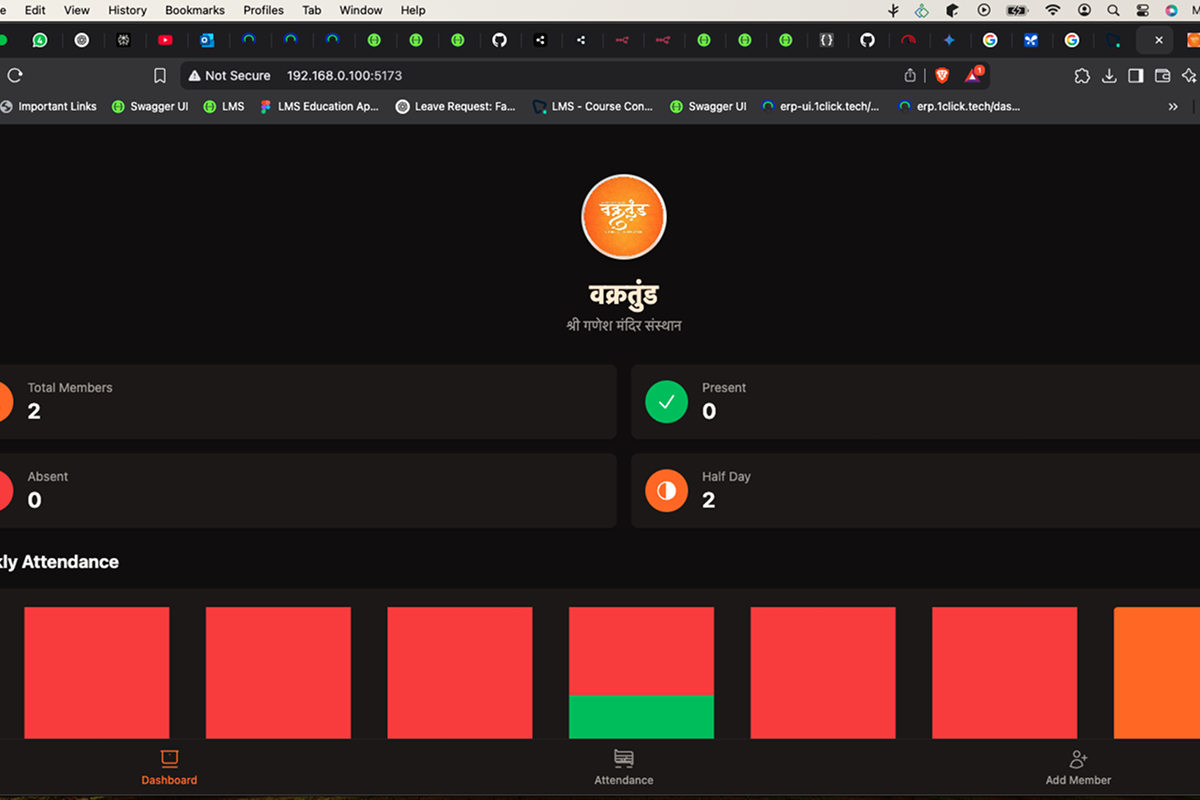 e Edit View History Bookmarks Profiles Tab Window Help
Not Secure 192.168.0.100:5173 1
Important Links Swagger UI LMS LMS Education Ap... Leave Request: Fa... LMS - Course Con... Swagger UI erp-ui.1click.tech/... erp.1click.tech/das... »
वक्रतुंड
वक्रतुंड
श्री गणेश मंदिर संस्थान
Total Members
2
Present
0
Absent
0
Half Day
2
kly Attendance
Dashboard Attendance Add Member